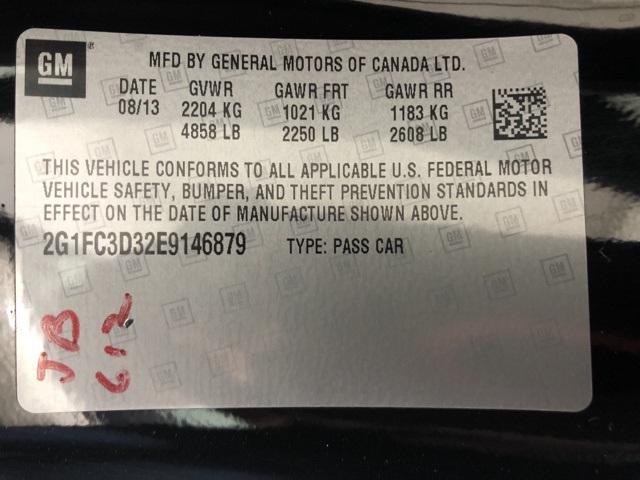 GM
MFD BY GENERAL MOTORS OF CANADA LTD.
DATE GVWR GAWR FRT GAWR RR
08/13 2204 KG 1021 KG 1183 KG
4858 LB 2250 LB 2608 LB
THIS VEHICLE CONFORMS TO ALL APPLICABLE U.S. FEDERAL MOTOR
VEHICLE SAFETY, BUMPER, AND THEFT PREVENTION STANDARDS IN
EFFECT ON THE DATE OF MANUFACTURE SHOWN ABOVE.
2G1FC3D32E9146879 TYPE: PASS CAR
JB
612